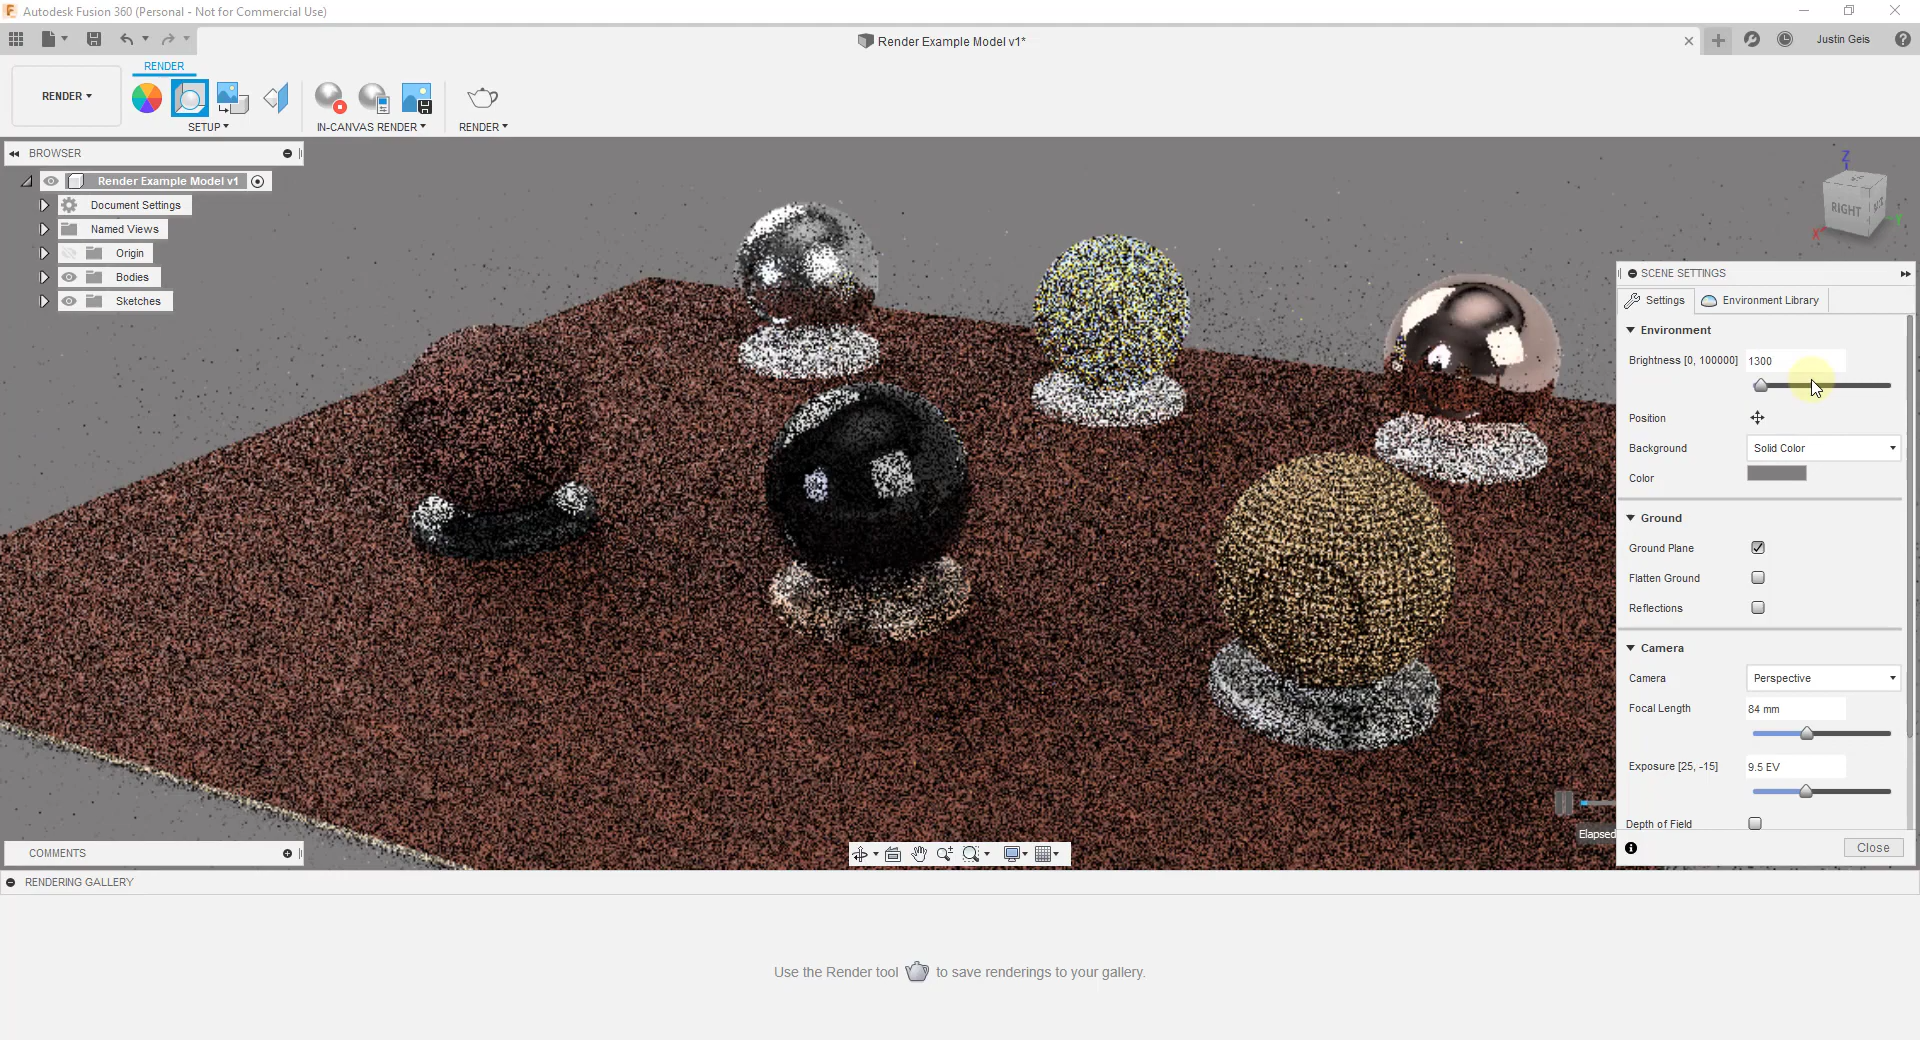 Autodesk Fusion 360 (Personal - Not for Commercial Use)
Render Example Model v1*
Justin Geis
RENDER
RENDER
SETUP
IN-CANVAS RENDER
RENDER
BROWSER
Render Example Model v1
Document Settings
Named Views
Origin
Bodies
Sketches
Z
RIGHT
X
Y
SCENE SETTINGS
Settings
Environment Library
Environment
Brightness [0, 100000] 1300
Position
Background Solid Color
Color
Ground
Ground Plane
Flatten Ground
Reflections
Camera
Camera Perspective
Focal Length 84 mm
Exposure [25, -15] 9.5 EV
Depth of Field
Elapsed
Close
COMMENTS
RENDERING GALLERY
Use the Render tool to save renderings to your gallery.